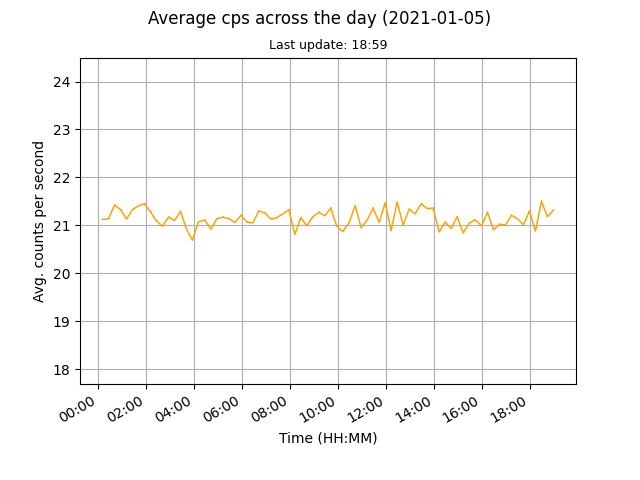 Average cps across the day (2021-01-05)
Last update: 18:59
24
23
22
21
20
19
18
Avg. counts per second
00:00 02:00 04:00 06:00 08:00 10:00 12:00 14:00 16:00 18:00
Time (HH:MM)